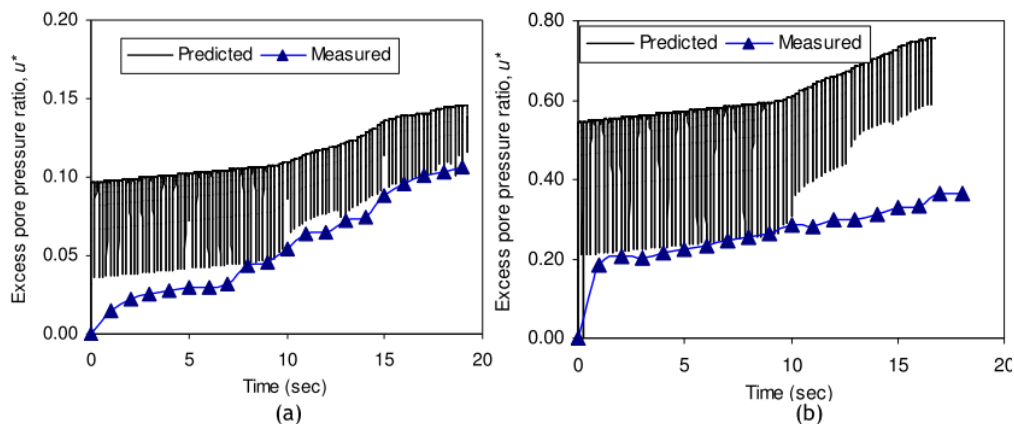 0.20
0.15
0.10
0.05
0.00
Excess pore pressure ratio, u*
Predicted Measured
0 5 10 15 20
Time (sec)
(a)
0.80
0.60
0.40
0.20
0.00
Excess pore pressure ratio, u*
Predicted Measured
0 5 10 15 20
Time (sec)
(b)